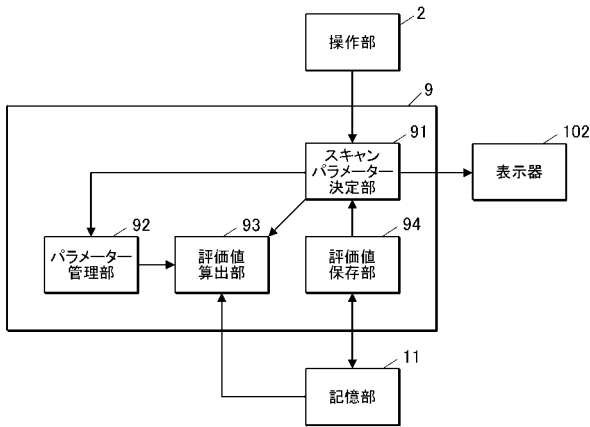 2
操作部
9
91
スキャン
パラメーター
決定部
102
表示器
92
パラメーター
管理部
93
評価値
算出部
94
評価値
保存部
11
記憶部